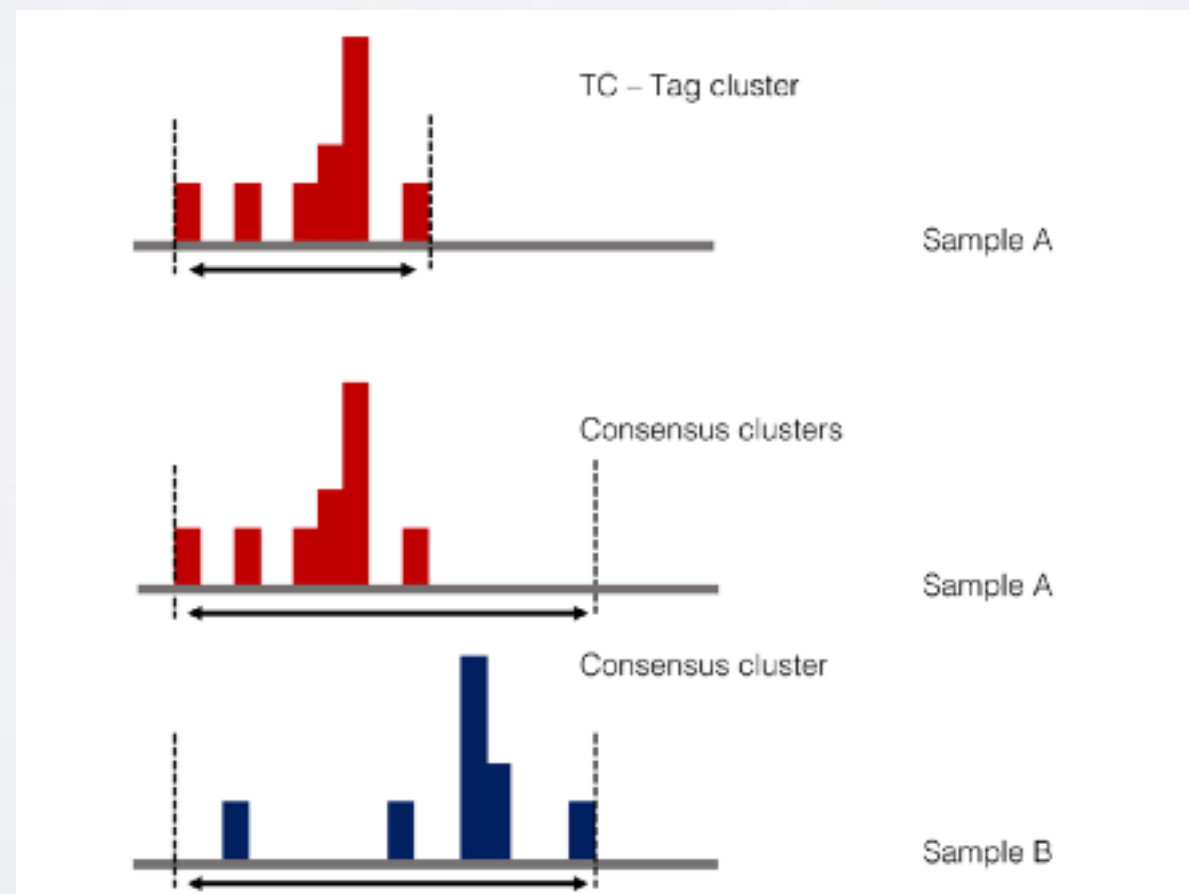 TC – Tag cluster
Sample A
Consensus clusters
Sample A
Consensus cluster
Sample B